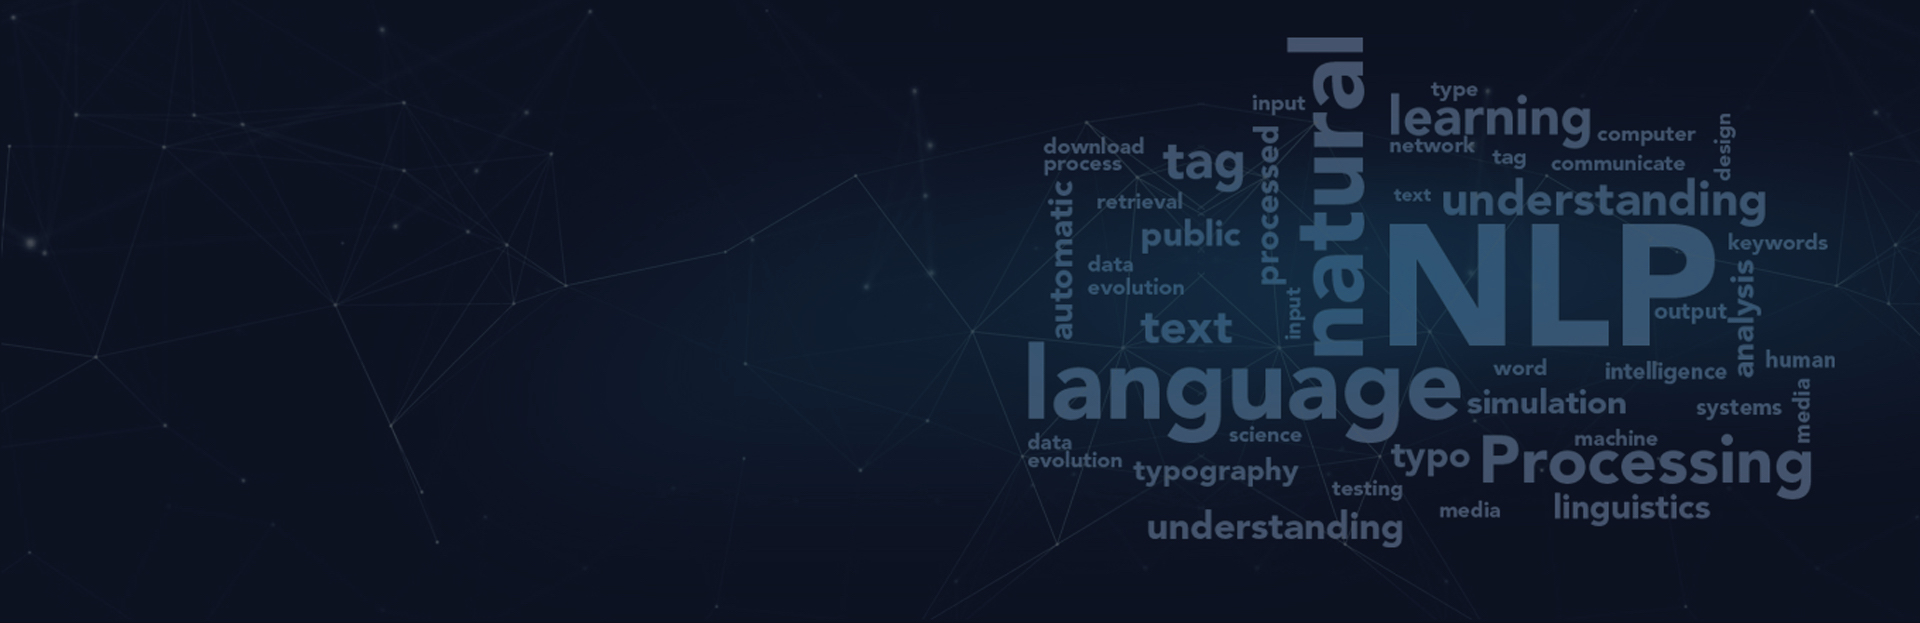 natural
type
input
learning
computer
design
download
network
process
tag
processed
tag
communicate
automatic
retrieval
text
understanding
public
NLP
keywords
data
analysis
evolution
input
output
text
language
word
intelligence
human
simulation
systems
media
data
science
machine
evolution
typography
typo
Processing
testing
media
linguistics
understanding